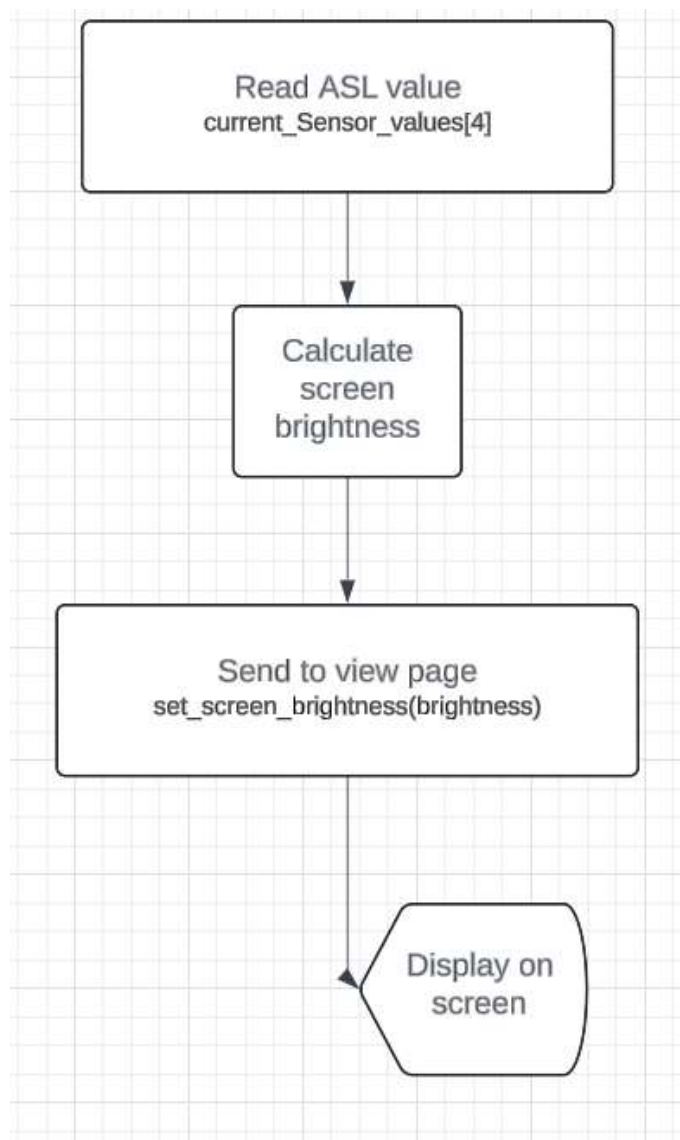 Read ASL value
current_Sensor_values[4]
Calculate
screen
brightness
Send to view page
set_screen_brightness(brightness)
Display on
screen